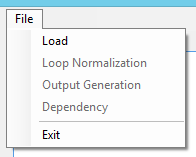 File
Load
Loop Normalization
Output Generation
Dependency
Exit